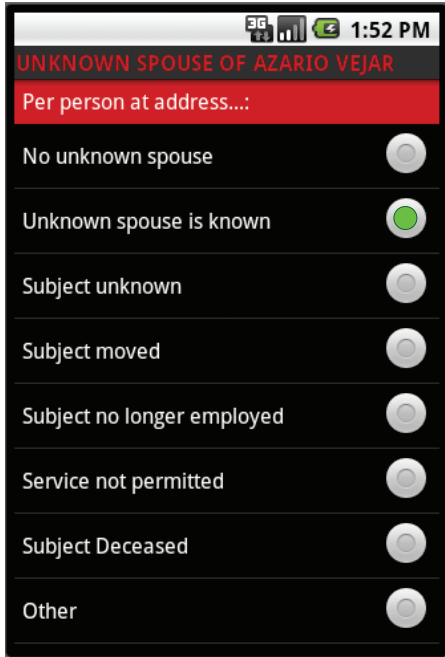 3G 1:52 PM
UNKNOWN SPOUSE OF AZARIO VEJAR
Per person at address...:
No unknown spouse
Unknown spouse is known
Subject unknown
Subject moved
Subject no longer employed
Service not permitted
Subject Deceased
Other